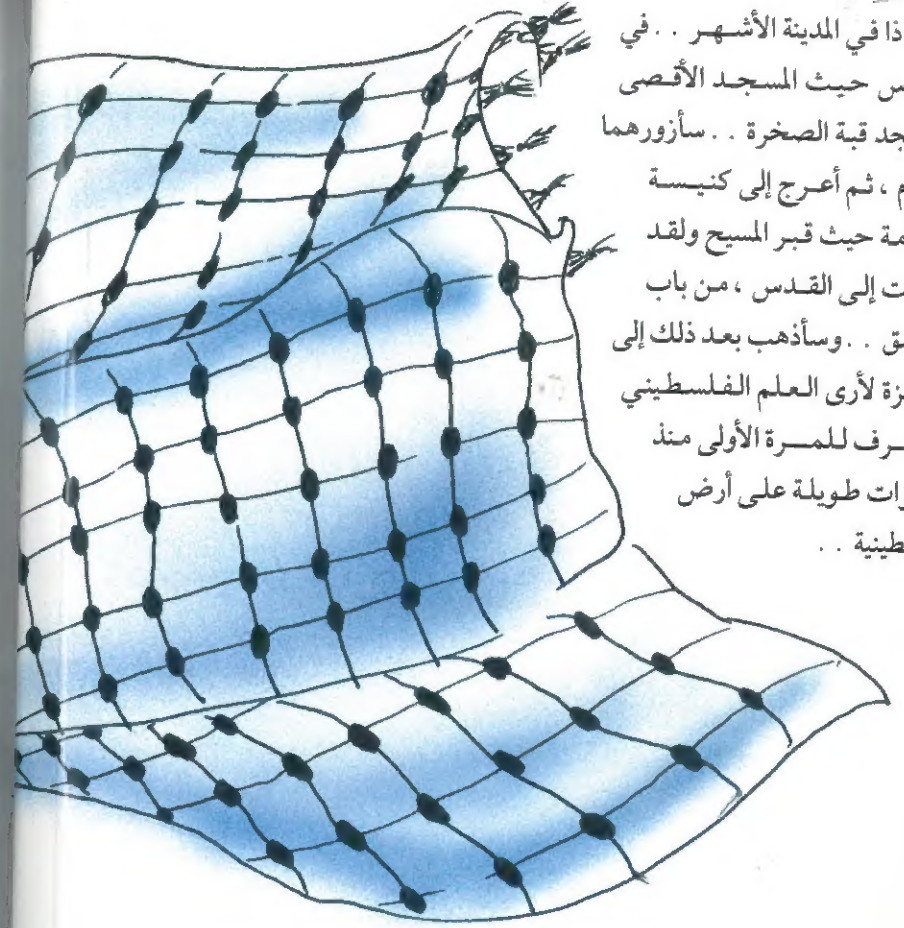 ذا في المدينة الأشهر . . في
س حيث المسجد الأقصى
جد قبة الصخرة . . سأزورهما
م ، ثم أعرج إلى كنيسة
مة حيث قبر المسيح ولقد
ت إلى القدس ، من باب
ق . . وسأذهب بعد ذلك إلى
زة لأرى العلم الفلسطيني
رف للمرة الأولى منذ
رات طويلة على أرض
طينية . .